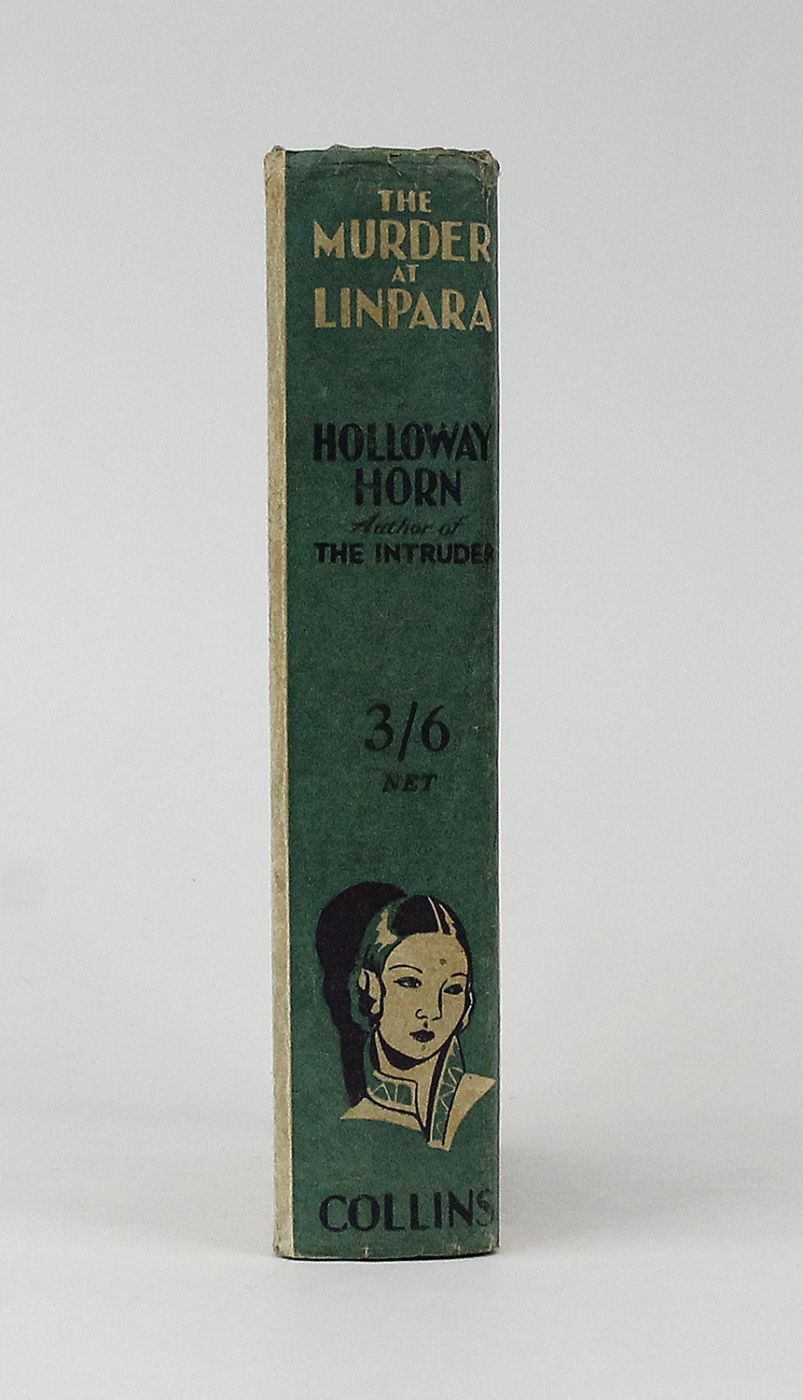 THE
MURDER
AT
LINPARA
HOLLOWAY
HORN
Author of
THE INTRUDER
3/6
NET
COLLINS